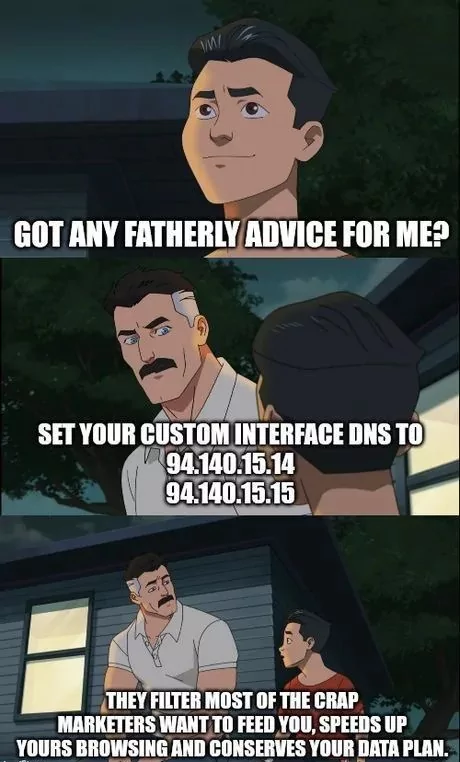 GOT ANY FATHERLY ADVICE FOR ME?
SET YOUR CUSTOM INTERFACE DNS TO
94.140.15.14
94.140.15.15
THEY FILTER MOST OF THE CRAP
MARKETERS WANT TO FEED YOU, SPEEDS UP
YOURS BROWSING AND CONSERVES YOUR DATA PLAN.